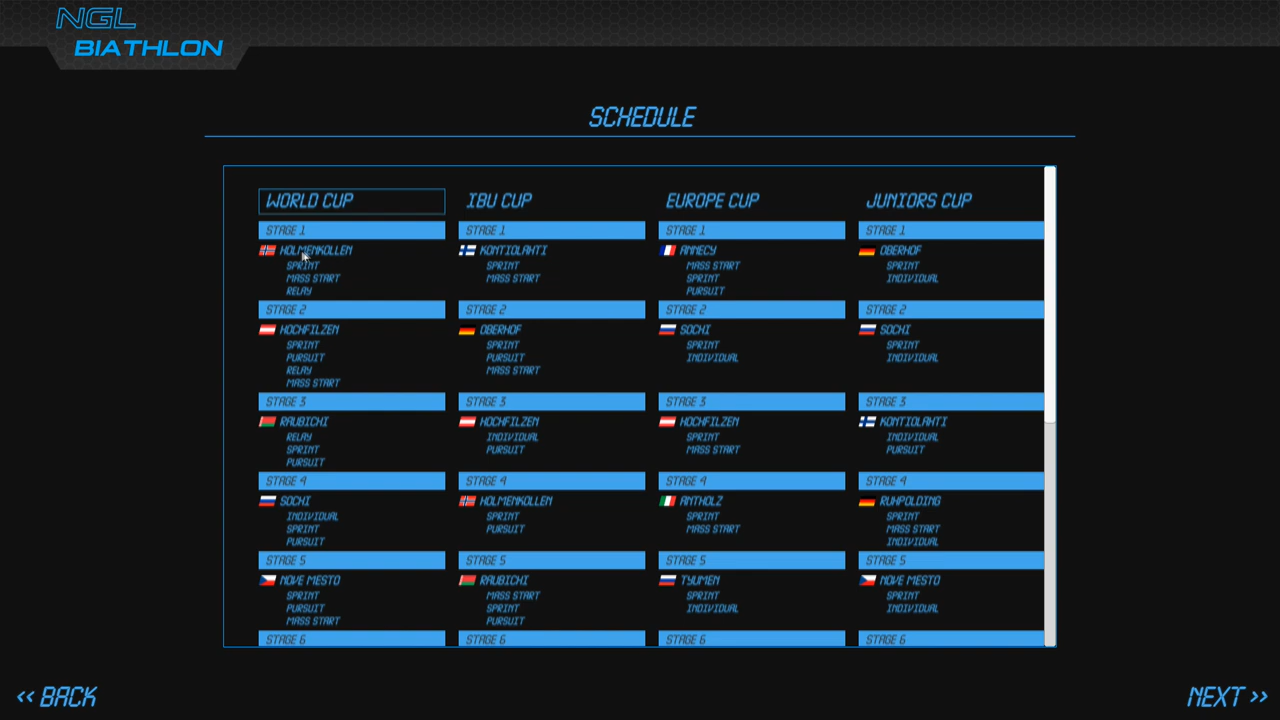 NGL
BIATHLON
SCHEDULE
WORLD CUP
STAGE 1
HOLMENKOLLEN
SPRINT
MASS START
RELAY
STAGE 2
HOCHFILZEN
SPRINT
PURSUIT
RELAY
MASS START
STAGE 3
RAUBICHI
RELAY
SPRINT
PURSUIT
STAGE 4
SOCHI
INDIVIDUAL
SPRINT
PURSUIT
STAGE 5
NOVE MESTO
SPRINT
PURSUIT
MASS START
STAGE 6
IBU CUP
STAGE 1
KONTIOLAHTI
SPRINT
MASS START
STAGE 2
OBERHOF
SPRINT
PURSUIT
MASS START
STAGE 3
HOCHFILZEN
INDIVIDUAL
PURSUIT
STAGE 4
HOLMENKOLLEN
SPRINT
PURSUIT
STAGE 5
RAUBICHI
MASS START
SPRINT
PURSUIT
STAGE 6
EUROPE CUP
STAGE 1
ANNECY
MASS START
SPRINT
PURSUIT
STAGE 2
SOCHI
SPRINT
INDIVIDUAL
STAGE 3
HOCHFILZEN
SPRINT
MASS START
STAGE 4
ANTHOLZ
SPRINT
MASS START
STAGE 5
TYUMEN
SPRINT
INDIVIDUAL
STAGE 6
JUNIORS CUP
STAGE 1
OBERHOF
SPRINT
INDIVIDUAL
STAGE 2
SOCHI
SPRINT
INDIVIDUAL
STAGE 3
KONTIOLAHTI
INDIVIDUAL
PURSUIT
STAGE 4
RUHPOLDING
SPRINT
MASS START
INDIVIDUAL
STAGE 5
NOVE MESTO
SPRINT
INDIVIDUAL
STAGE 6
<< BACK
NEXT >>